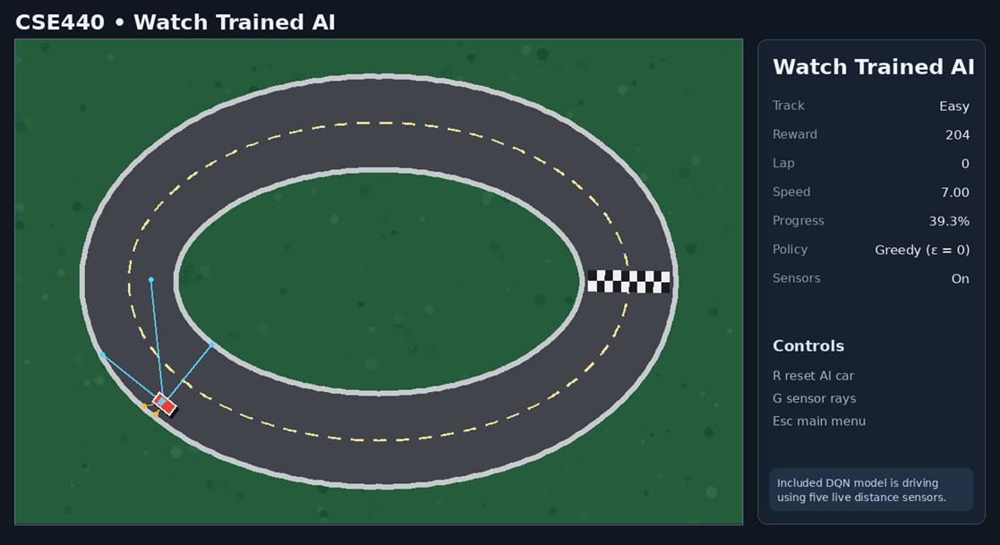 CSE440 • Watch Trained AI
Watch Trained AI
Track Easy
Reward 204
Lap 0
Speed 7.00
Progress 39.3%
Policy Greedy (ε = 0)
Sensors On
Controls
R reset AI car
G sensor rays
Esc main menu
Included DQN model is driving
using five live distance sensors.